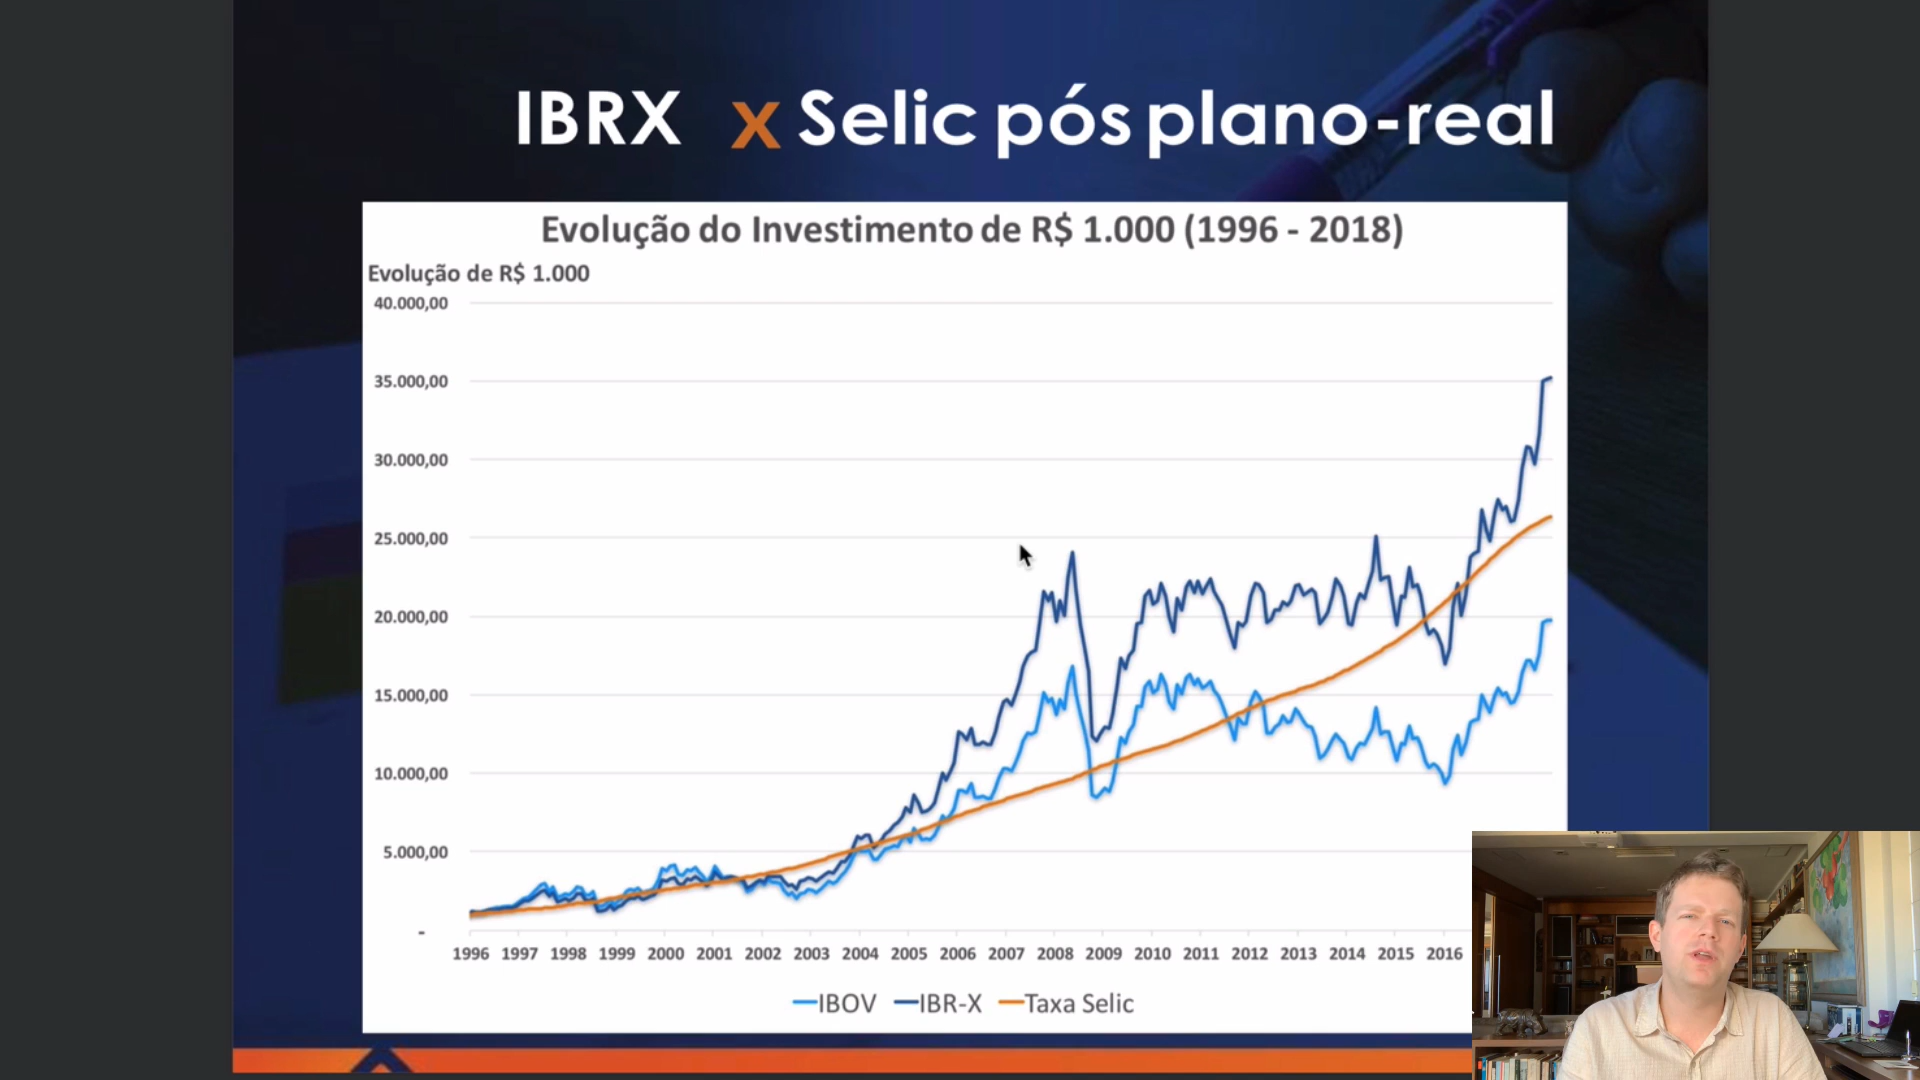 IBRX x Selic pós plano-real
Evolução do Investimento de R$ 1.000 (1996 - 2018)
Evolução de R$ 1.000
40.000,00
35.000,00
30.000,00
25.000,00
20.000,00
15.000,00
10.000,00
5.000,00
-
1996 1997 1998 1999 2000 2001 2002 2003 2004 2005 2006 2007 2008 2009 2010 2011 2012 2013 2014 2015 2016
IBOV IBR-X Taxa Selic